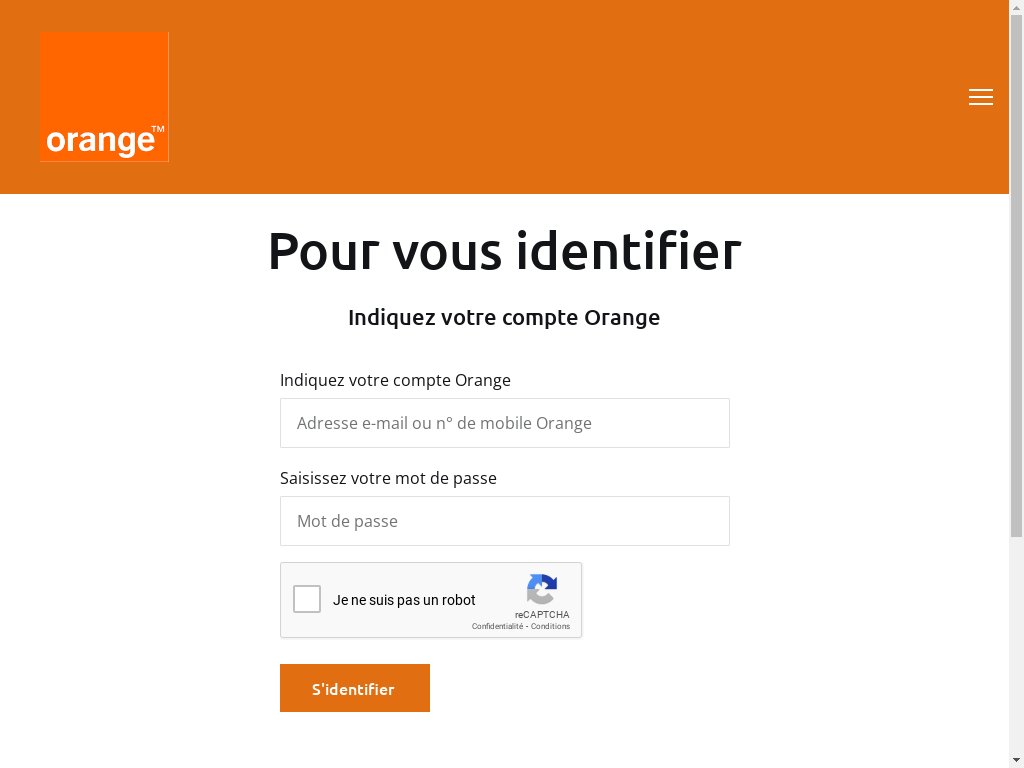 orange™
Pour vous identifier
Indiquez votre compte Orange
Indiquez votre compte Orange
Adresse e-mail ou n° de mobile Orange
Saisissez votre mot de passe
Mot de passe
Je ne suis pas un robot
reCAPTCHA
Confidentialité - Conditions
S'identifier